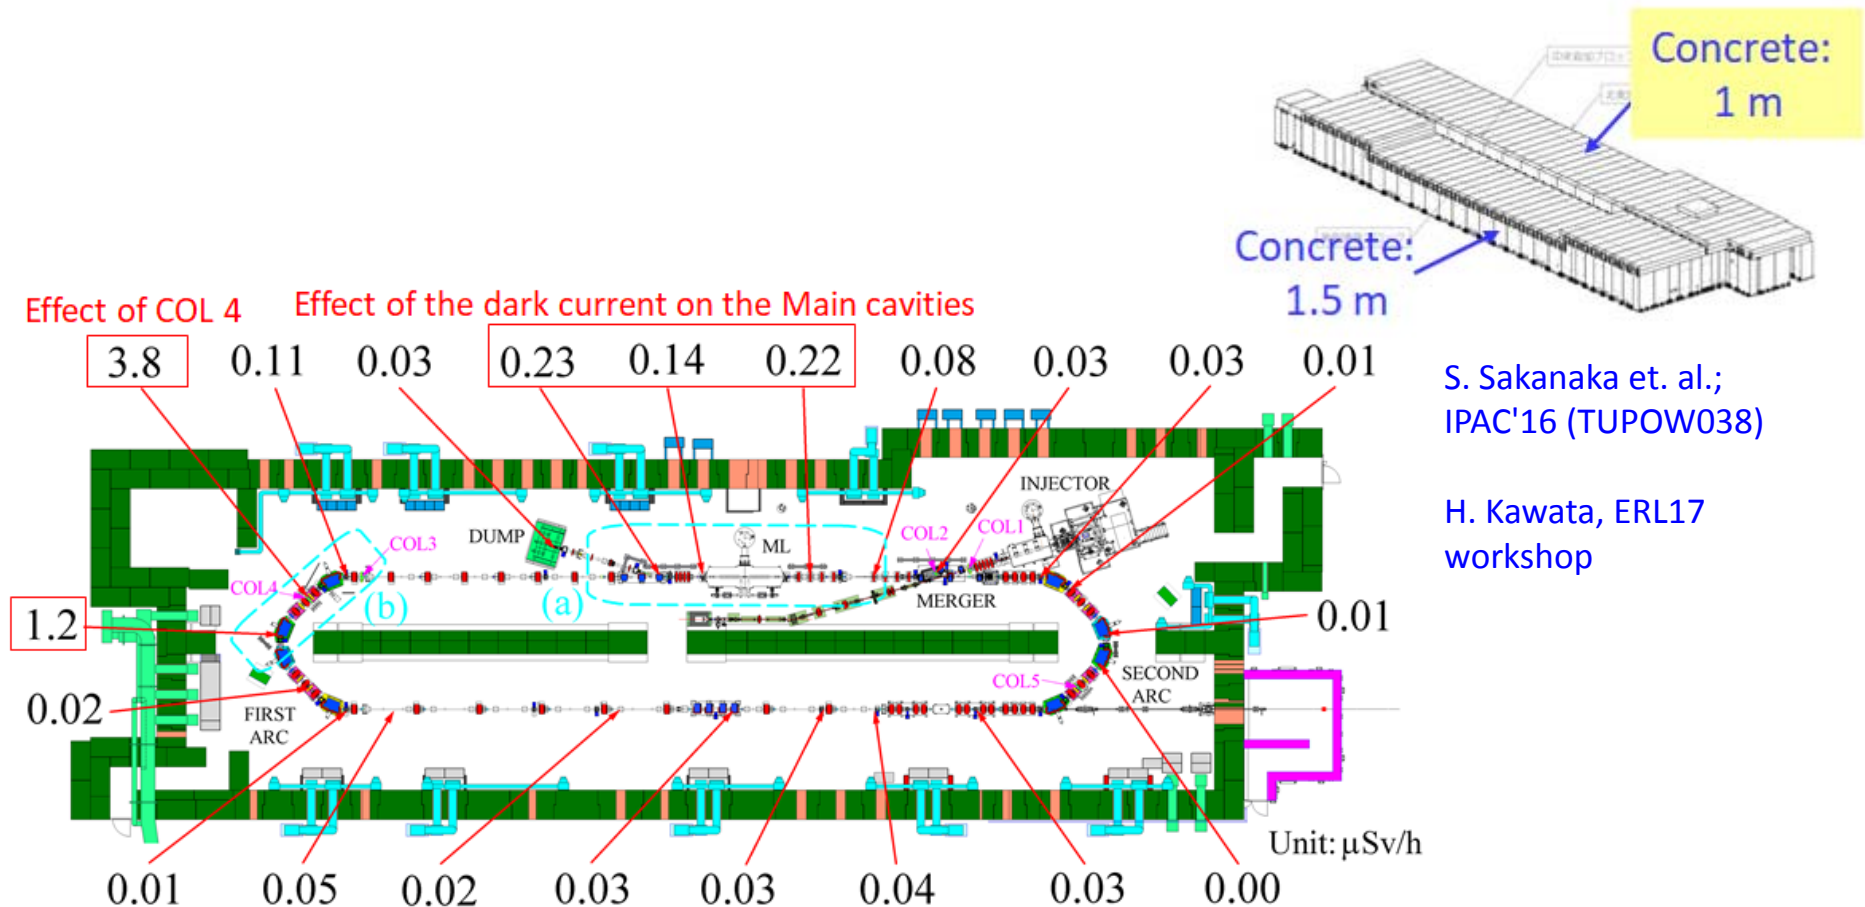 Concrete:
1 m
Concrete:
1.5 m
Effect of COL 4
Effect of the dark current on the Main cavities
3.8
0.11
0.03
0.23
0.14
0.22
0.08
0.03
0.03
0.01
S. Sakanaka et. al.;
IPAC'16 (TUPOW038)
H. Kawata, ERL17
workshop
INJECTOR
DUMP
COL3
ML
COL2
COL1
COL4
(b)
(a)
MERGER
1.2
0.01
0.02
FIRST
ARC
COL5
SECOND
ARC
Unit: μSv/h
0.01
0.05
0.02
0.03
0.03
0.04
0.03
0.00